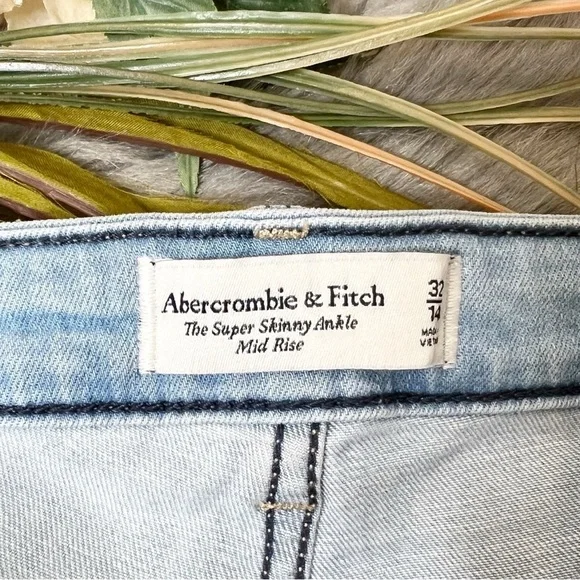 Abercrombie & Fitch
The Super Skinny Ankle
Mid Rise
32
14